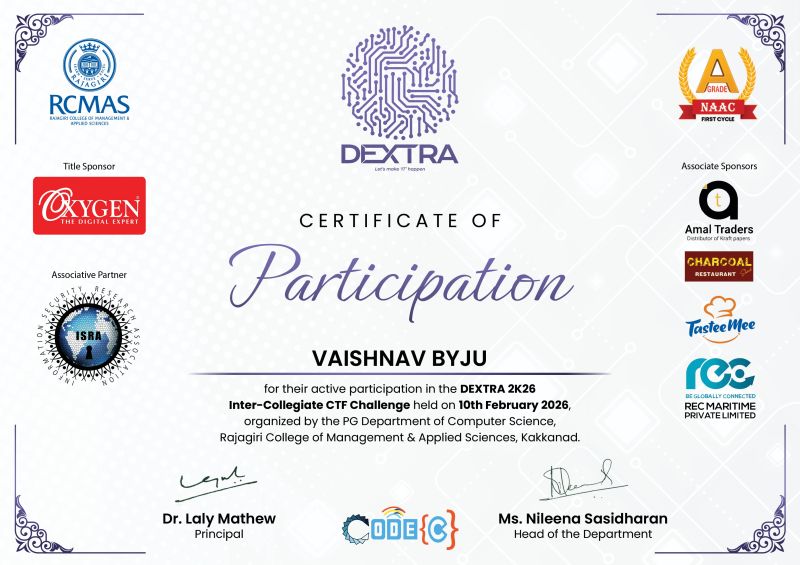 RAJAGIRI
RCMAS
RAJAGIRI COLLEGE OF MANAGEMENT &
APPLIED SCIENCES
DEXTRA
Let's make 'IT' happen
A
GRADE
NAAC
FIRST CYCLE
Title Sponsor
OXYGEN
THE DIGITAL EXPERT
Associative Partner
INFORMATION SECURITY RESEARCH ASSOCIATION
ISRA
Associate Sponsors
at
Amal Traders
Distributor of Kraft papers
CHARCOAL
RESTAURANT
TasteeMee
rec
BE GLOBALLY CONNECTED
REC MARITIME
PRIVATE LIMITED
CERTIFICATE OF
Participation
VAISHNAV BYJU
for their active participation in the DEXTRA 2K26
Inter-Collegiate CTF Challenge held on 10th February 2026,
organized by the PG Department of Computer Science,
Rajagiri College of Management & Applied Sciences, Kakkanad.
Dr. Laly Mathew
Principal
CODE{C}
Ms. Nileena Sasidharan
Head of the Department